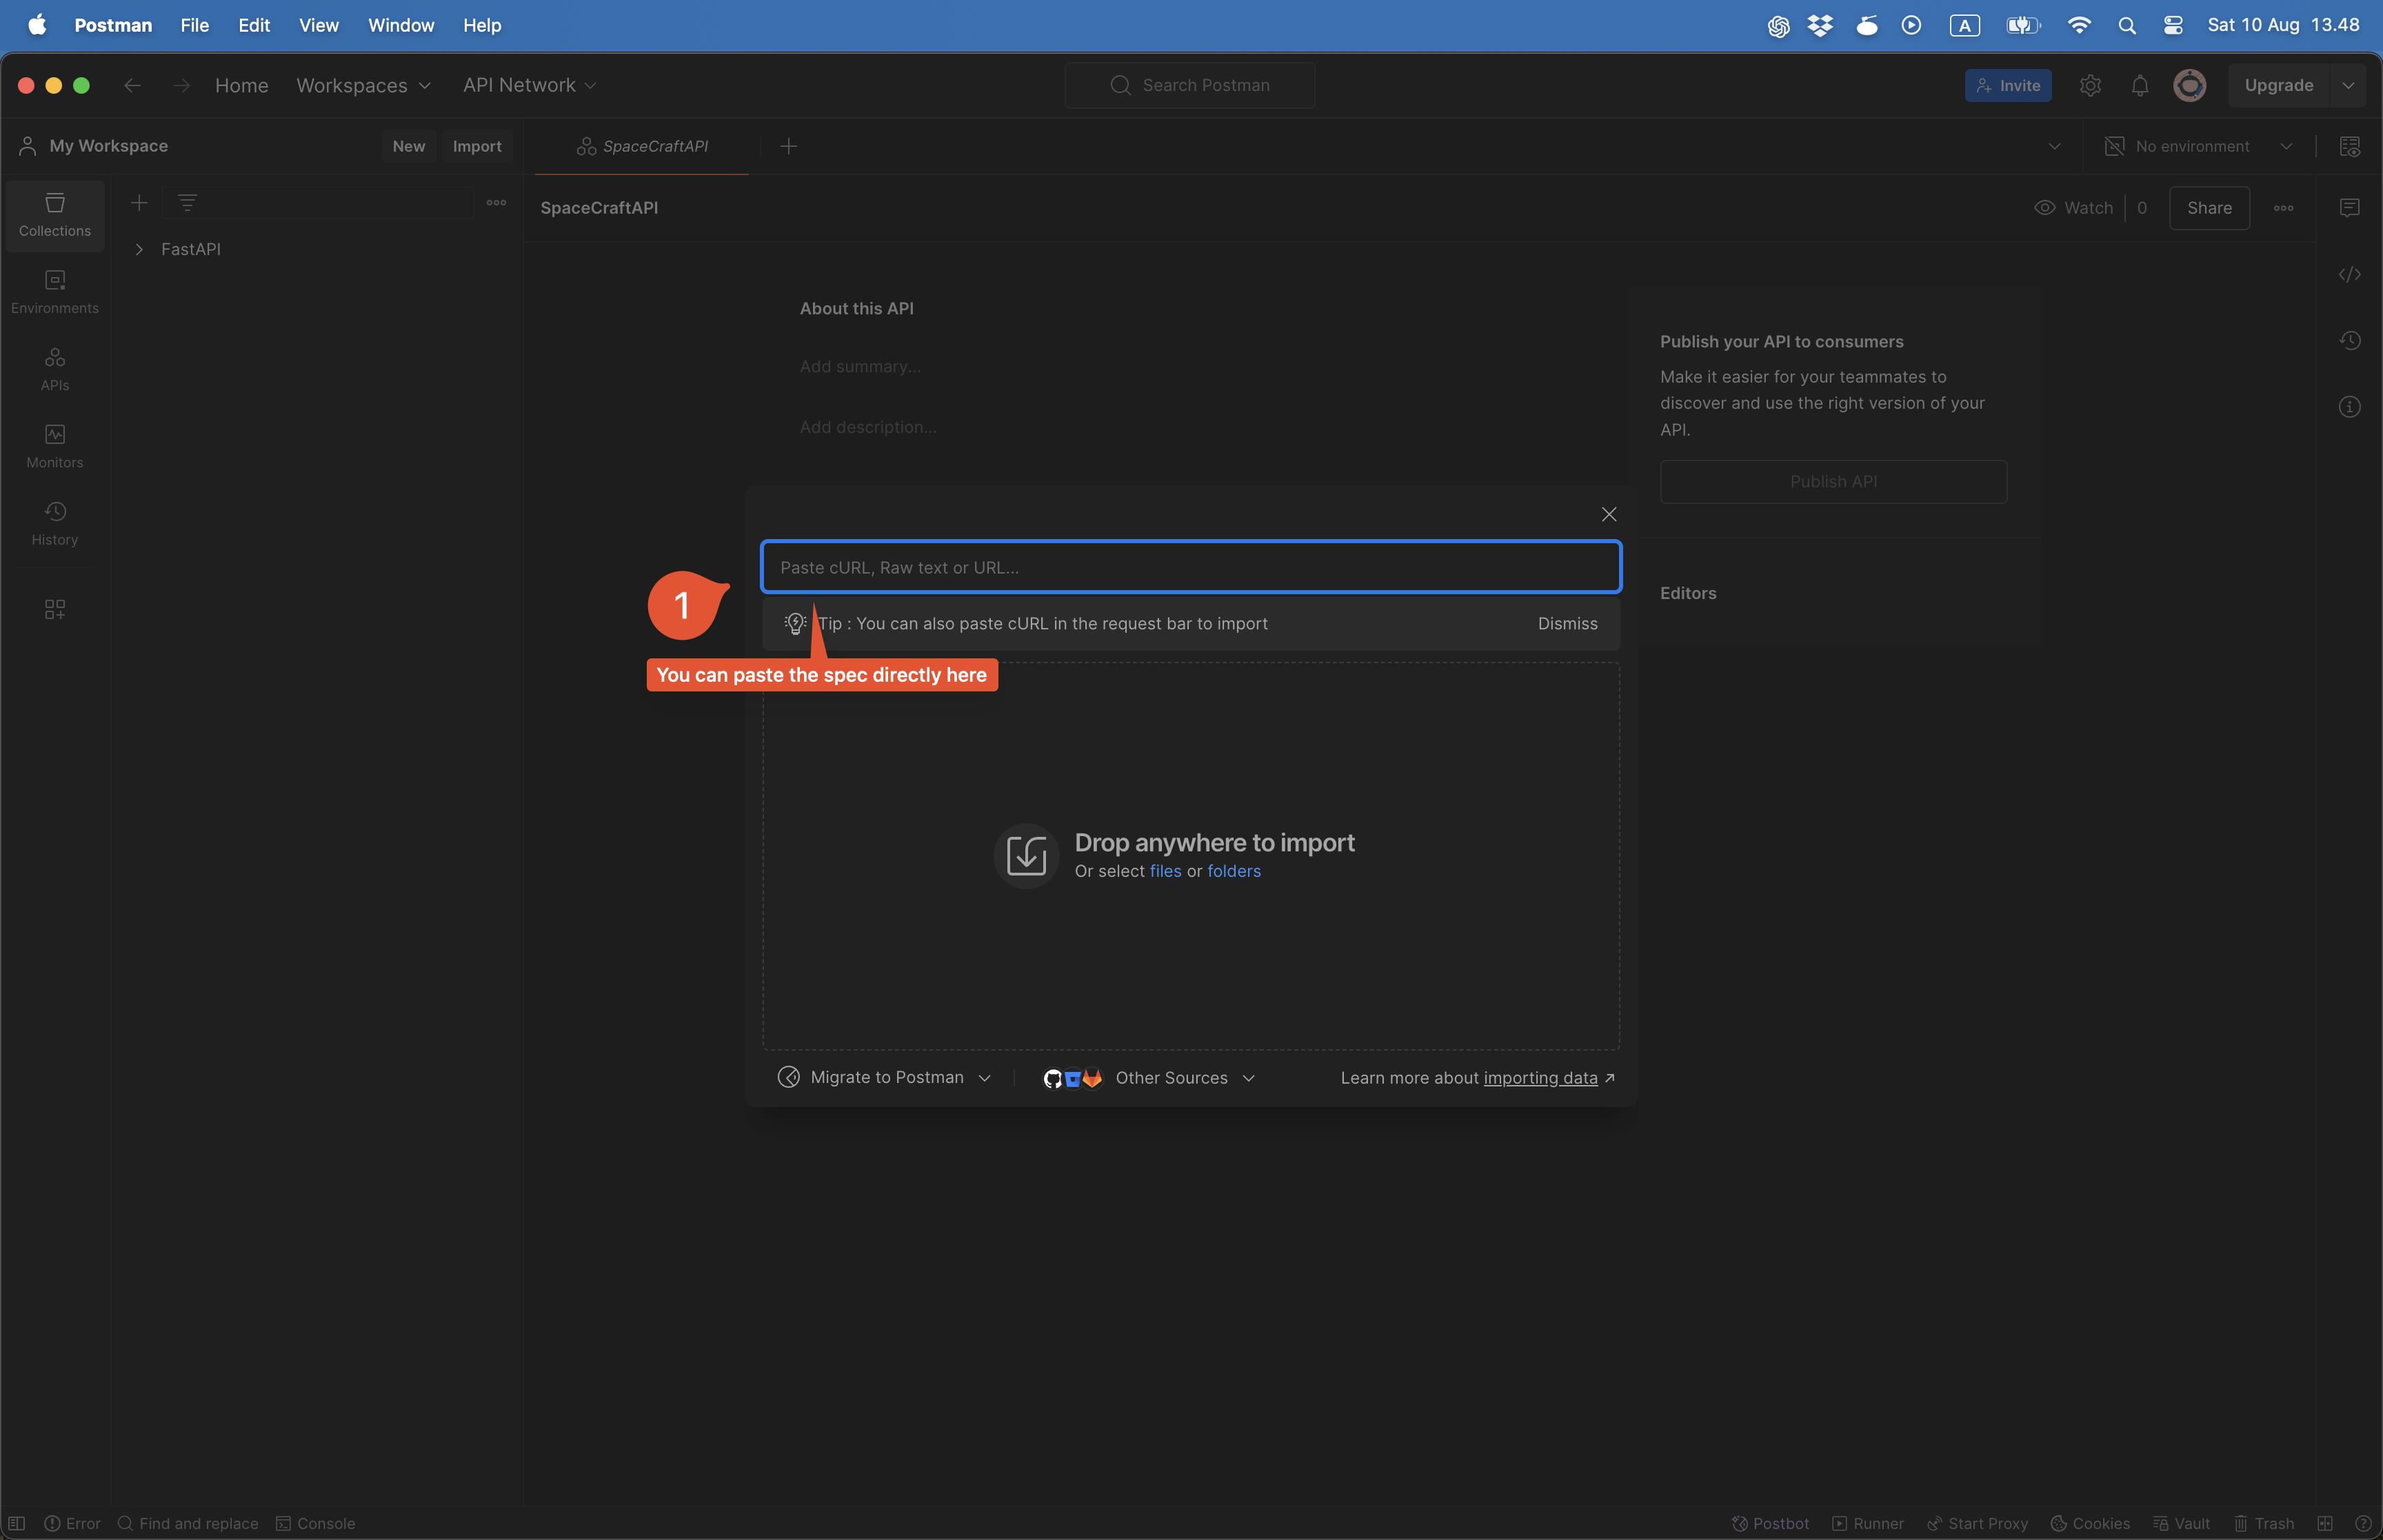 Postman File Edit View Window Help
A
Sat 10 Aug 13.48
Home Workspaces API Network
Search Postman
Invite
Upgrade
My Workspace
New Import
SpaceCraftAPI
No environment
Collections
FastAPI
SpaceCraftAPI
Watch 0 Share
Environments
APIs
Monitors
History
About this API
Add summary...
Add description...
Publish your API to consumers
Make it easier for your teammates to
discover and use the right version of your
API.
Publish API
Editors
Paste cURL, Raw text or URL...
1
Tip : You can also paste cURL in the request bar to import
Dismiss
You can paste the spec directly here
Drop anywhere to import
Or select files or folders
Migrate to Postman
Other Sources
Learn more about importing data ↗
Error Find and replace Console
Postbot Runner Start Proxy Cookies Vault Trash